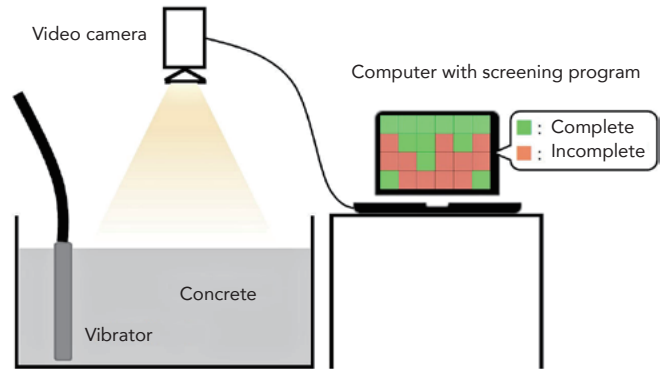 Video camera
Computer with screening program
: Complete
: Incomplete
Concrete
Vibrator